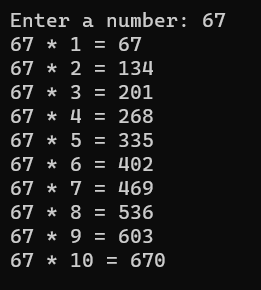 Enter a number: 67
67 * 1 = 67
67 * 2 = 134
67 * 3 = 201
67 * 4 = 268
67 * 5 = 335
67 * 6 = 402
67 * 7 = 469
67 * 8 = 536
67 * 9 = 603
67 * 10 = 670